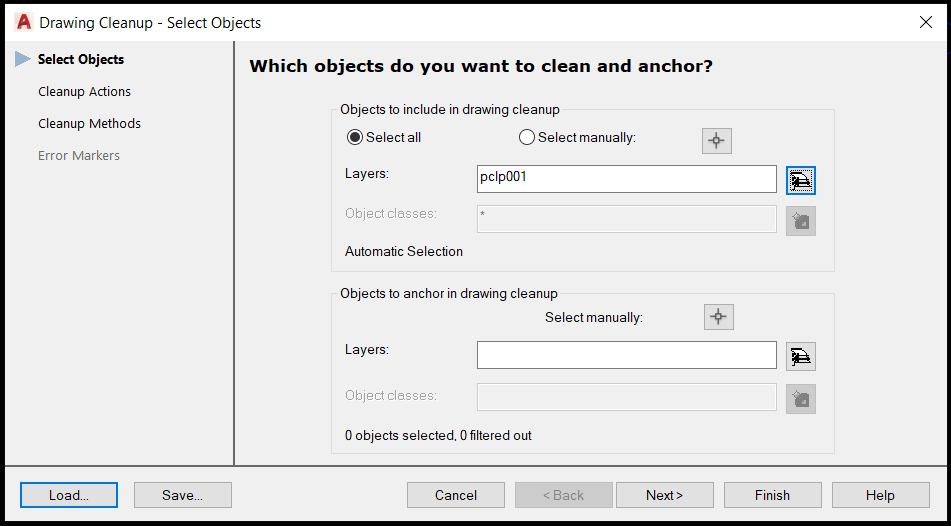 Drawing Cleanup - Select Objects
Select Objects
Cleanup Actions
Cleanup Methods
Error Markers
Which objects do you want to clean and anchor?
Objects to include in drawing cleanup
Select all
Select manually:
Layers:
pclp001
Object classes:
*
Automatic Selection
Objects to anchor in drawing cleanup
Select manually:
Layers:
Object classes:
0 objects selected, 0 filtered out
Load...
Save...
Cancel
< Back
Next >
Finish
Help